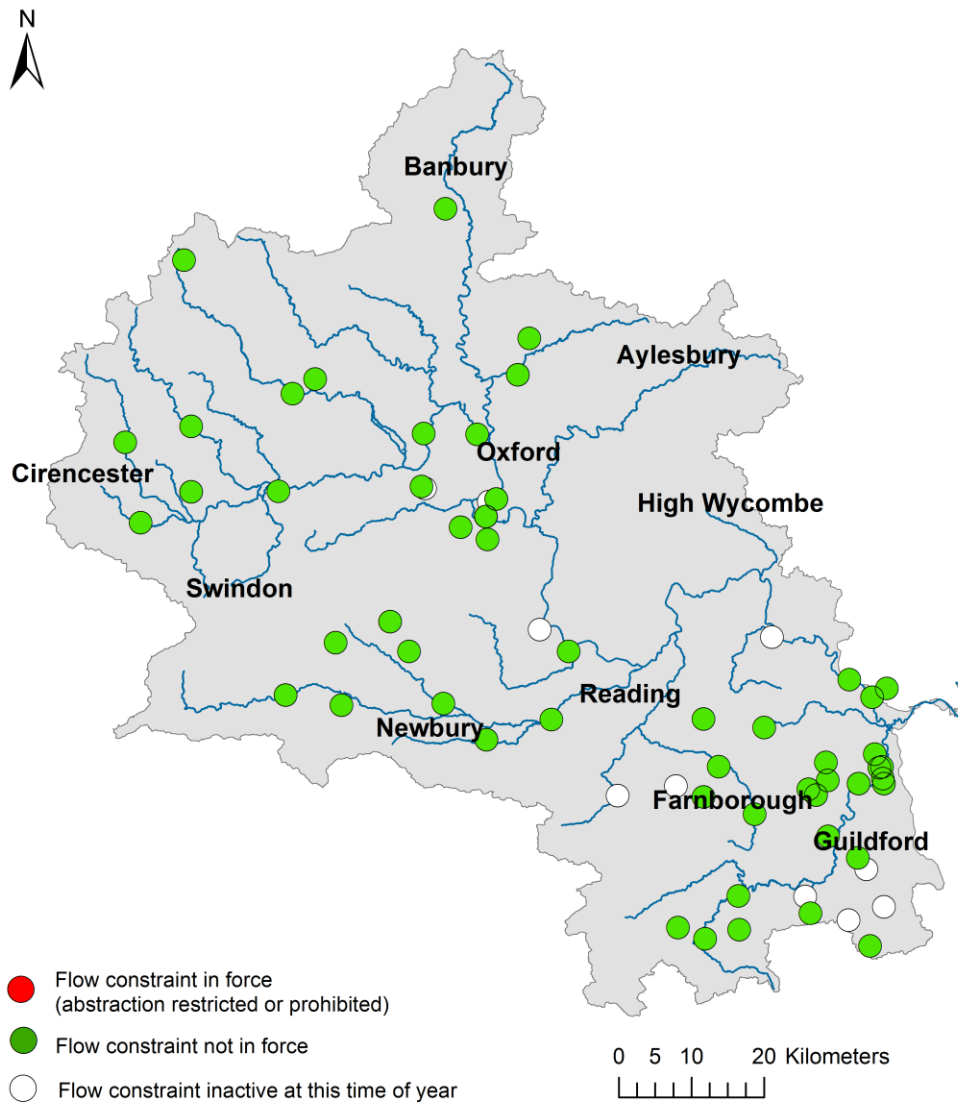 N
Banbury
Aylesbury
Oxford
Cirencester
High Wycombe
Swindon
Reading
Newbury
Farnborough
Guildford
Flow constraint in force
(abstraction restricted or prohibited)
Flow constraint not in force
Flow constraint inactive at this time of year
0 5 10 20 Kilometers